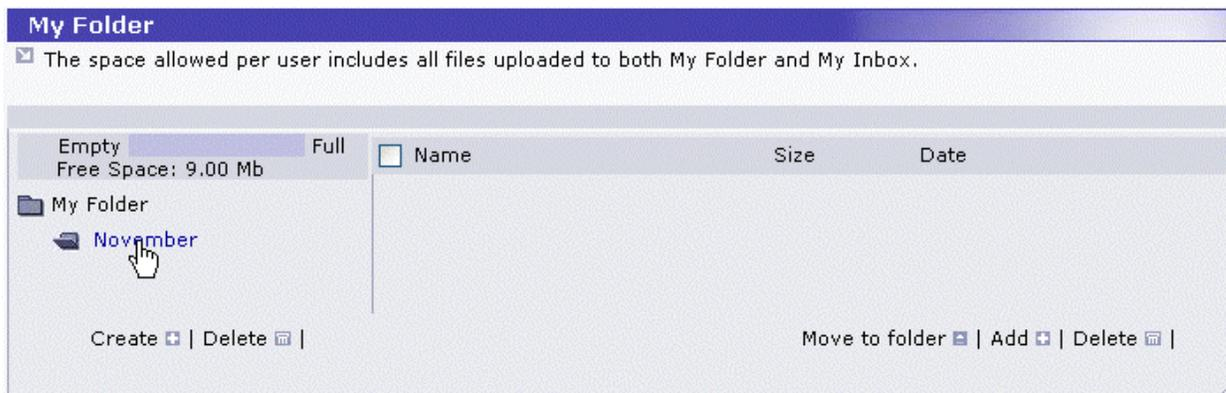 My Folder
The space allowed per user includes all files uploaded to both My Folder and My Inbox.
Empty Full
Free Space: 9.00 Mb
Name Size Date
My Folder
November
Create | Delete |
Move to folder | Add | Delete |